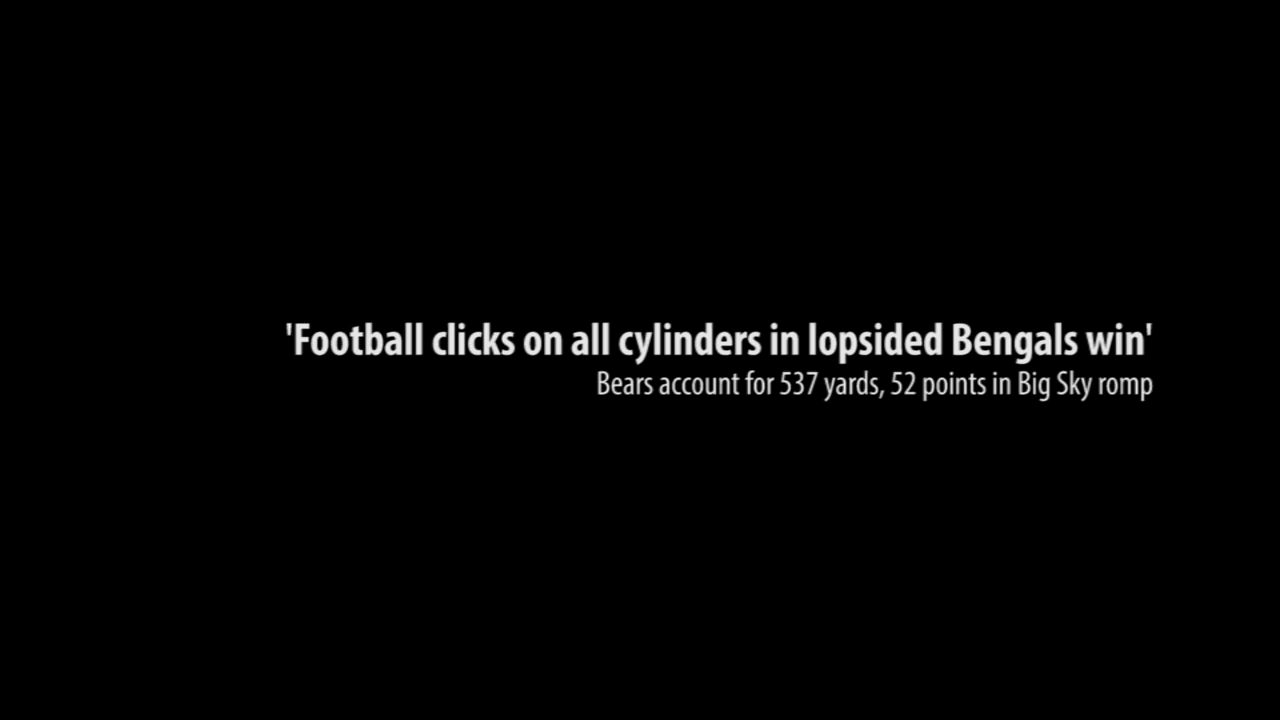 'Football clicks on all cylinders in lopsided Bengals win'
Bears account for 537 yards, 52 points in Big Sky romp